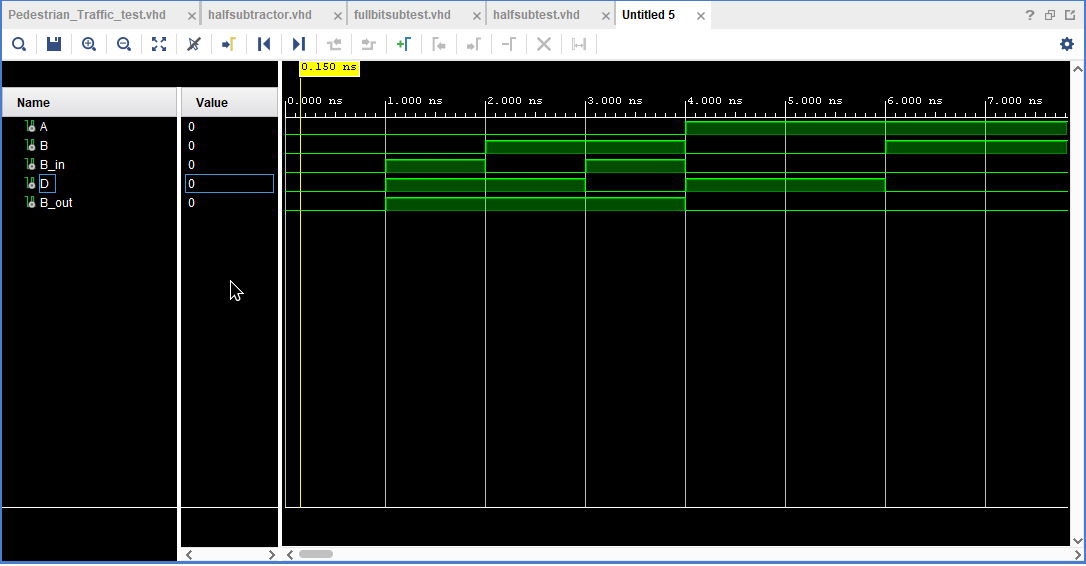 Pedestrian_Traffic_test.vhd × halfsubtractor.vhd × fullbitsubtest.vhd × halfsubtest.vhd × Untitled 5 × ?
0.150 ns
Name Value 0.000 ns 1.000 ns 2.000 ns 3.000 ns 4.000 ns 5.000 ns 6.000 ns 7.000 ns
A 0
B 0
B_in 0
D 0
B_out 0